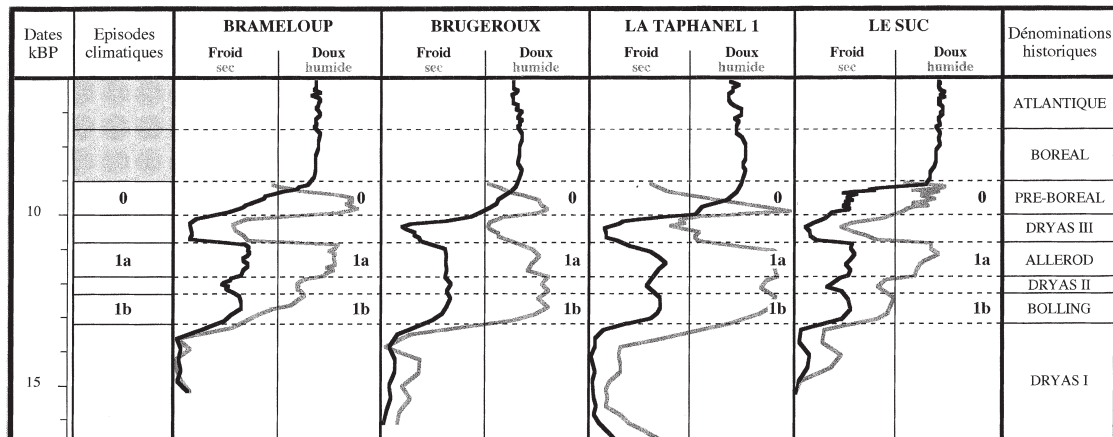 Dates
kBP
Episodes
climatiques
BRAMELOUP
Froid Doux
sec humide
BRUGEROUX
Froid Doux
sec humide
LA TAPHANEL 1
Froid Doux
sec humide
LE SUC
Froid Doux
sec humide
Dénominations
historiques
ATLANTIQUE
BOREAL
0 0 0 0 0 PRE-BOREAL
10
DRYAS III
1a 1a 1a 1a 1a ALLEROD
DRYAS II
1b 1b 1b 1b 1b BOLLING
15
DRYAS I